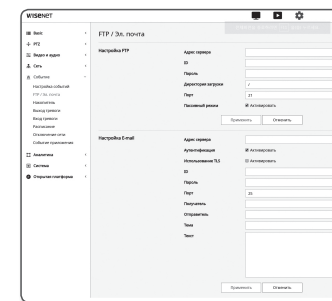 WISENET
Basic
PTZ
Видео и аудио
Сеть
Событие
Настройка событий
FTP / Эл. почта
Накопитель
Выход тревоги
Вход тревоги
Расписание
Отключение сети
Событие приложения
Аналитика
Система
Открытая платформа
FTP / Эл. почта
Настройка FTP
Адрес сервера
ID
Пароль
Директория загрузки /
Порт 21
Пассивный режим Активировать
Применить Отменить
Настройка E-mail
Адрес сервера
Аутентификация Активировать
Использование TLS Активировать
ID
Пароль
Порт 25
Получатель
Отправитель
Тема
Текст
Применить Отменить